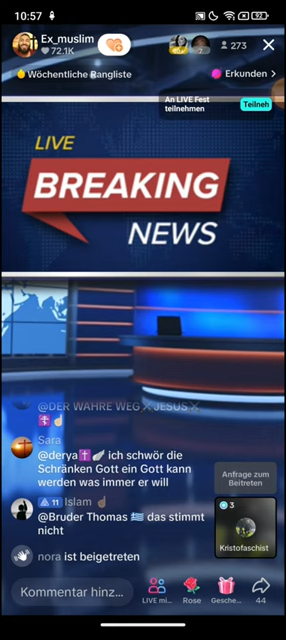 10:57
92
Ex_muslim
72.1K
273
Wöchentliche Rangliste
Erkunden >
An LIVE Fest
teilnehmen
Teilneh
LIVE
BREAKING
NEWS
@DER WAHRE WEG⚔JESUS⚔
✝️☝🏽
Sara
@derya✝️🪽 ich schwör die
Schränken Gott ein Gott kann
werden was immer er will
11 Islam ☝🏽
@Bruder Thomas 🇬🇷 das stimmt
nicht
nora ist beigetreten
Anfrage zum
Beitreten
3
Kristofaschist
Kommentar hinz...
LIVE mi...
Rose
Gesche...
44